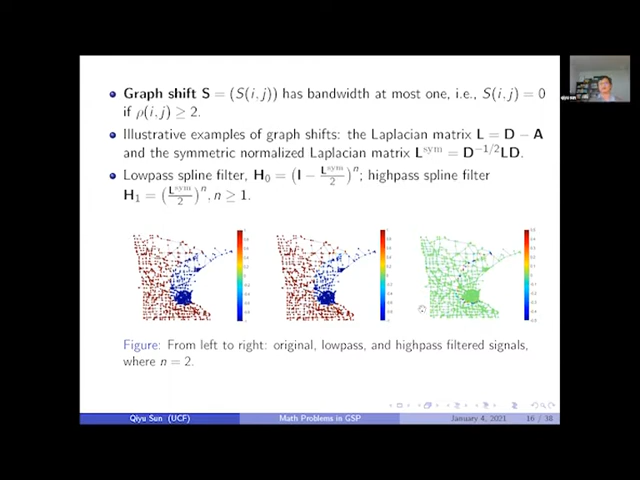 Graph shift S = (S(i, j)) has bandwidth at most one, i.e., S(i, j) = 0
if ρ(i, j) ≥ 2.
Illustrative examples of graph shifts: the Laplacian matrix L = D − A
and the symmetric normalized Laplacian matrix L^sym = D^−1/2LD.
Lowpass spline filter, H₀ = (I − L^sym/2)^n; highpass spline filter
H₁ = (L^sym/2)^n, n ≥ 1.
Figure: From left to right: original, lowpass, and highpass filtered signals,
where n = 2.
Qiyu Sun (UCF) Math Problems in GSP January 4, 2021 16 / 38